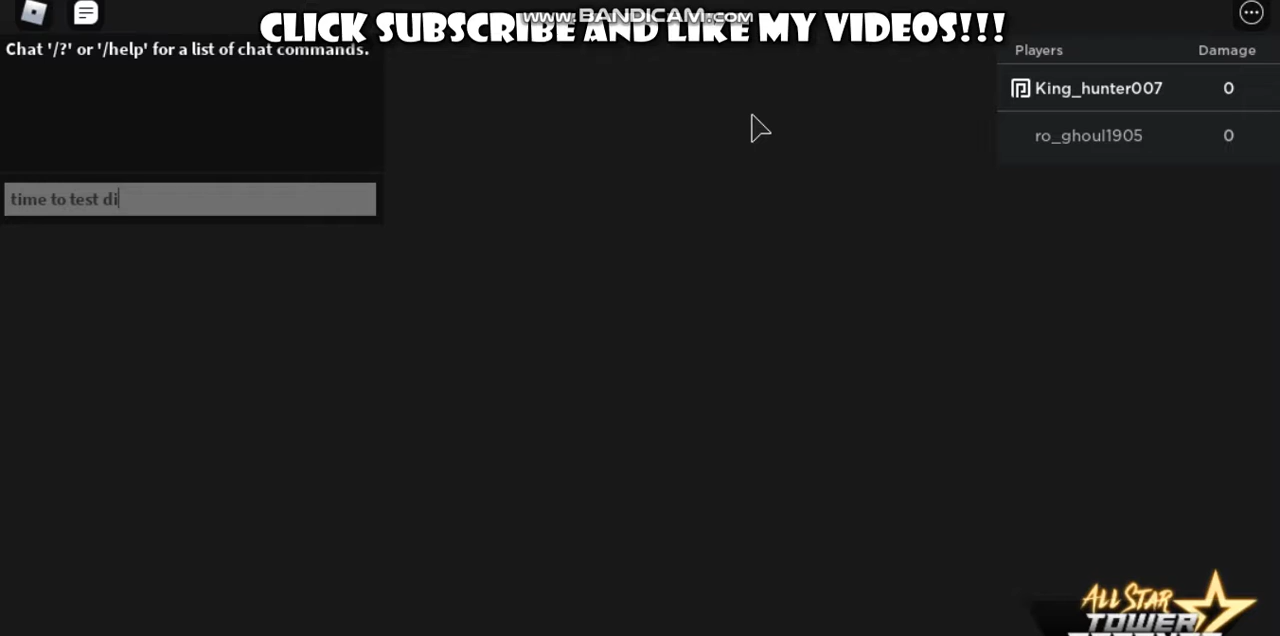 www.BANDICAM.com
CLICK SUBSCRIBE AND LIKE MY VIDEOS!!!
Chat '/?' or '/help' for a list of chat commands.
time to test di
Players Damage
King_hunter007 0
ro_ghoul1905 0
ALL STAR
TOWER